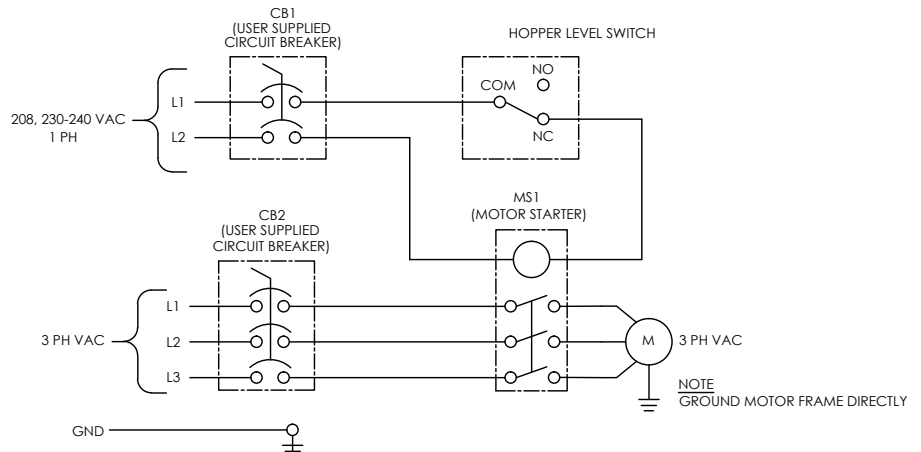 CB1
(USER SUPPLIED
CIRCUIT BREAKER)
HOPPER LEVEL SWITCH
NO
COM
NC
L1
208, 230-240 VAC
1 PH
L2
MS1
(MOTOR STARTER)
CB2
(USER SUPPLIED
CIRCUIT BREAKER)
L1
3 PH VAC
L2
L3
M
3 PH VAC
NOTE
GROUND MOTOR FRAME DIRECTLY
GND